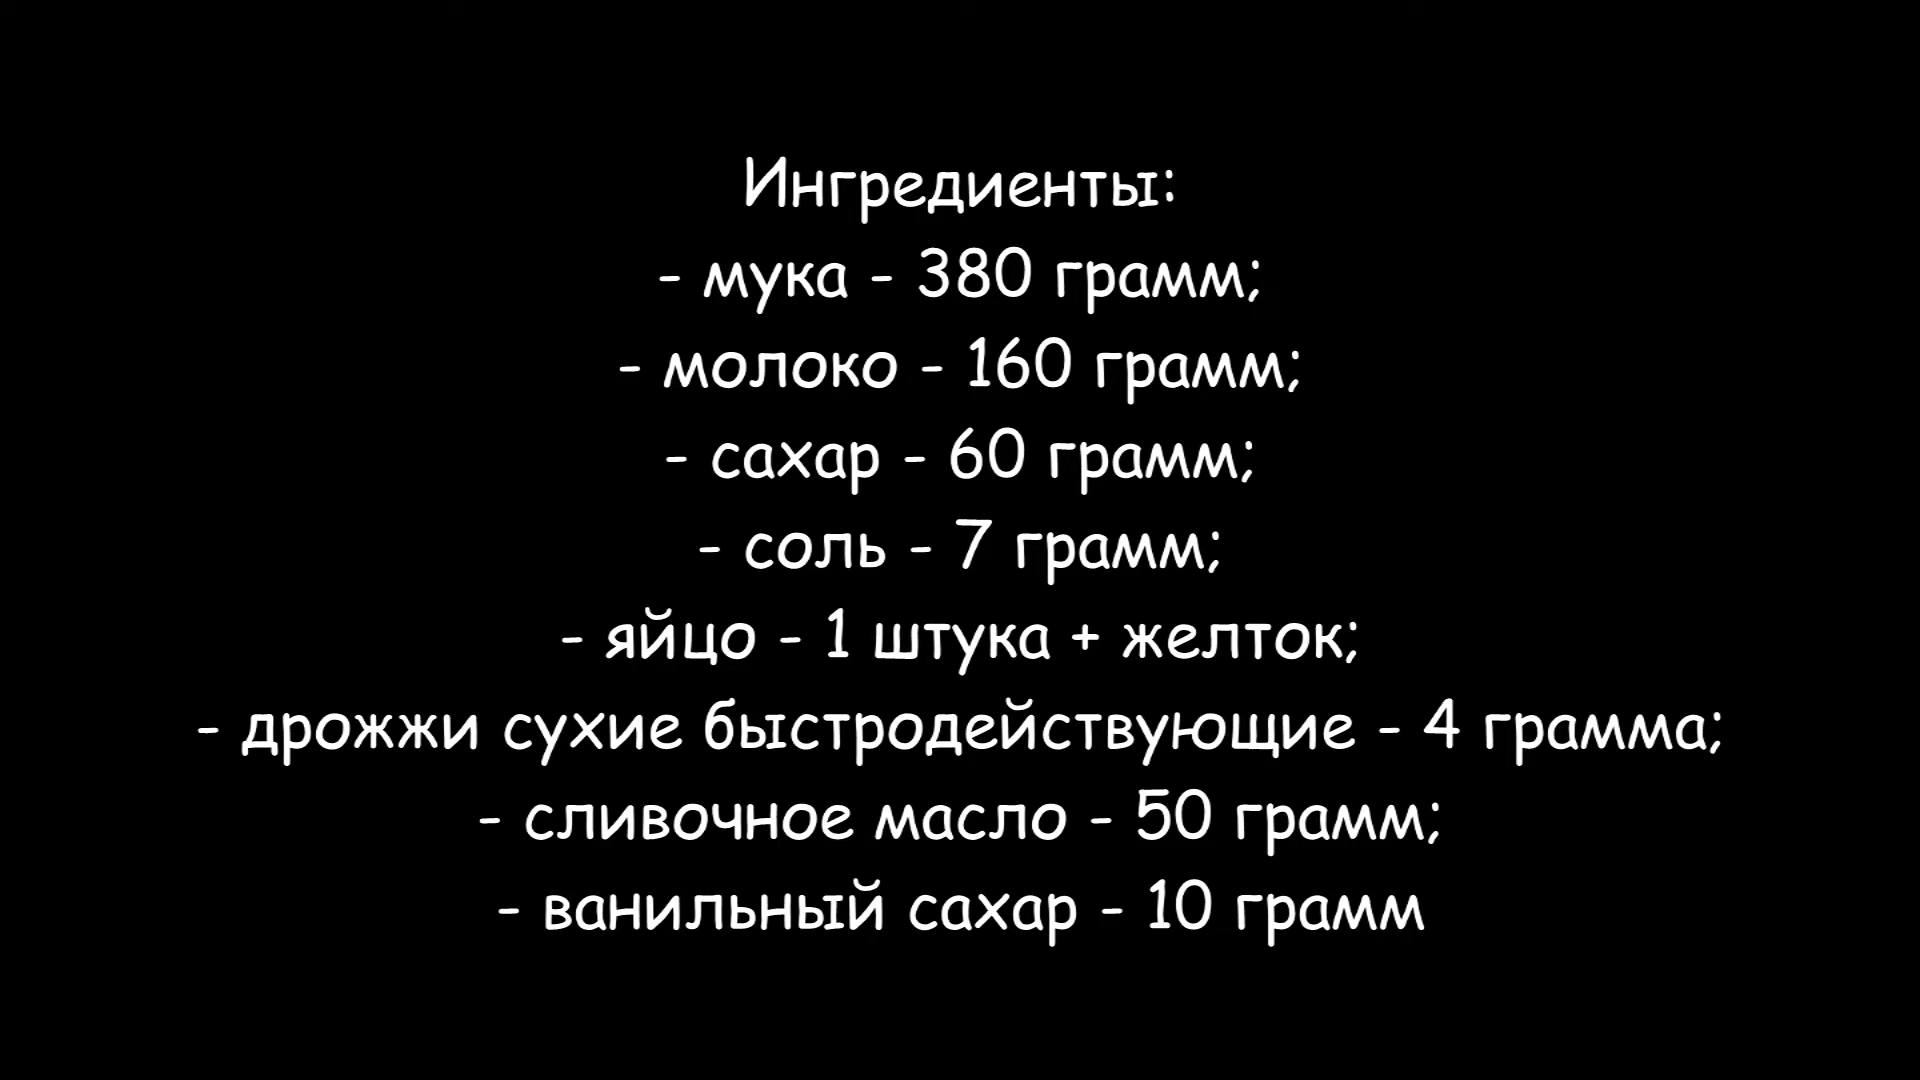 Ингредиенты:
- мука - 380 грамм;
- молоко - 160 грамм;
- сахар - 60 грамм;
- соль - 7 грамм;
- яйцо - 1 штука + желток;
- дрожжи сухие быстродействующие - 4 грамма;
- сливочное масло - 50 грамм;
- ванильный сахар - 10 грамм